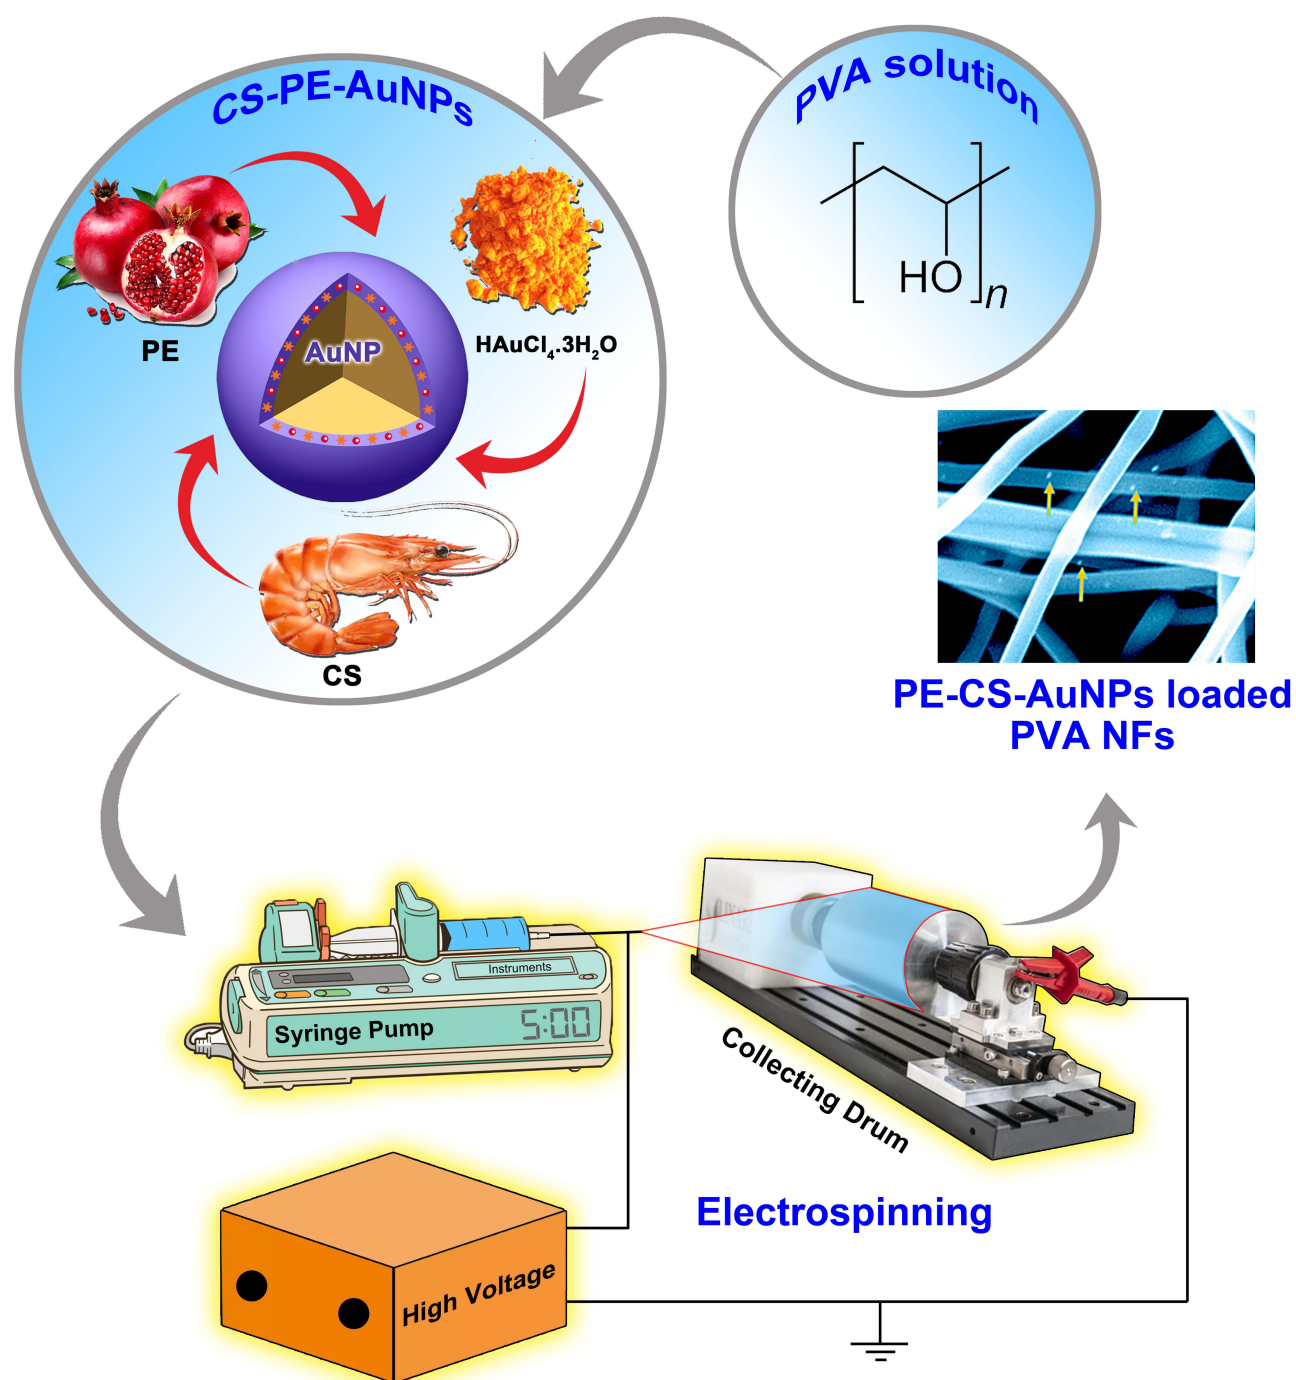 CS-PE-AuNPs
PVA solution
PE
AuNP
HAuCl₄.3H₂O
CS
HO
n
PE-CS-AuNPs loaded
PVA NFs
Instruments
Syringe Pump
5:00
Collecting Drum
High Voltage
Electrospinning